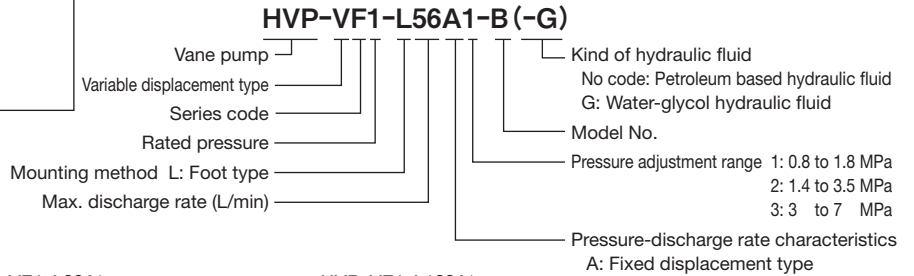 HVP-VF1-L56A1-B(-G)
Vane pump
Variable displacement type
Series code
Rated pressure
Mounting method L: Foot type
Max. discharge rate (L/min)
Kind of hydraulic fluid
No code: Petroleum based hydraulic fluid
G: Water-glycol hydraulic fluid
Model No.
Pressure adjustment range 1: 0.8 to 1.8 MPa
2: 1.4 to 3.5 MPa
3: 3 to 7 MPa
Pressure-discharge rate characteristics
A: Fixed displacement type